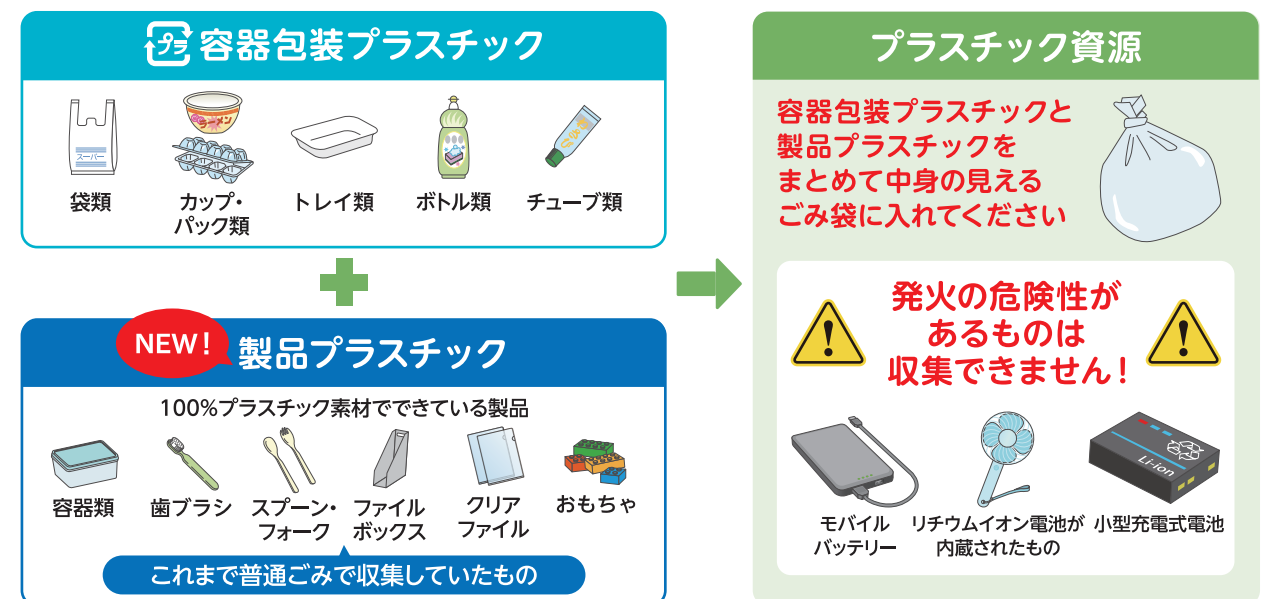 プラ 容器包装プラスチック
ラーメン
スーパー
わさび
袋類
カップ・
パック類
トレイ類
ボトル類
チューブ類
NEW!
製品プラスチック
100%プラスチック素材でできている製品
容器類
歯ブラシ
スプーン・
フォーク
ファイル
ボックス
クリア
ファイル
おもちゃ
これまで普通ごみで収集していたもの
プラスチック資源
容器包装プラスチックと
製品プラスチックを
まとめて中身の見える
ごみ袋に入れてください
発火の危険性が
あるものは
収集できません!
Li-ion
モバイル
バッテリー
リチウムイオン電池が
内蔵されたもの
小型充電式電池